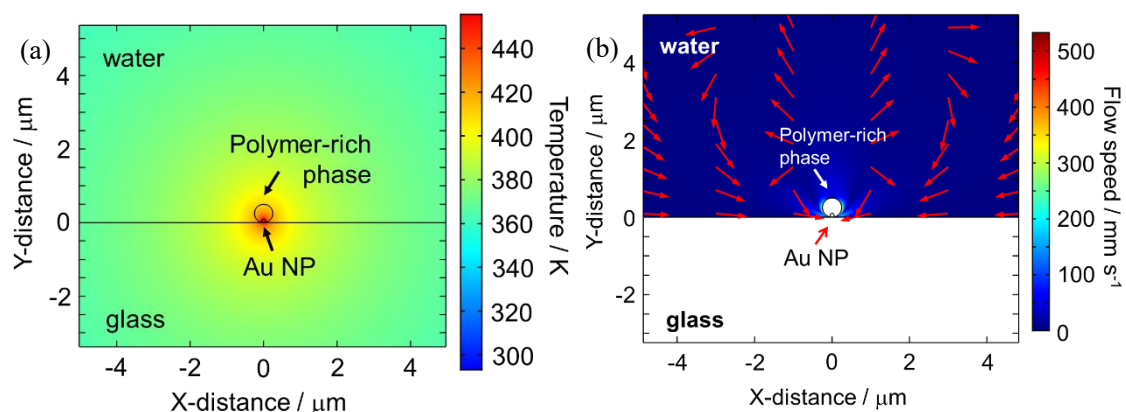 (a)
water
Polymer-rich
phase
Au NP
glass
4
2
0
-2
Y-distance / μm
-4 -2 0 2 4
X-distance / μm
440
420
400
380
360
340
320
300
Temperature / K
(b)
water
Polymer-rich
phase
Au NP
glass
4
2
0
-2
Y-distance / μm
-4 -2 0 2 4
X-distance / μm
500
400
300
200
100
0
Flow speed / mm s⁻¹